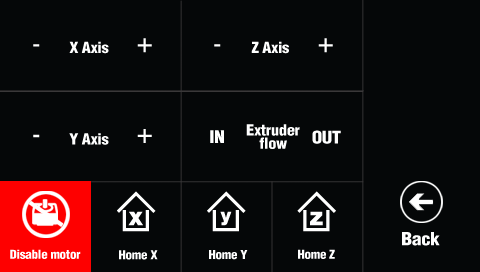 - X Axis +
- Z Axis +
- Y Axis +
IN Extruder flow OUT
Disable motor
X
Home X
y
Home Y
Z
Home Z
Back